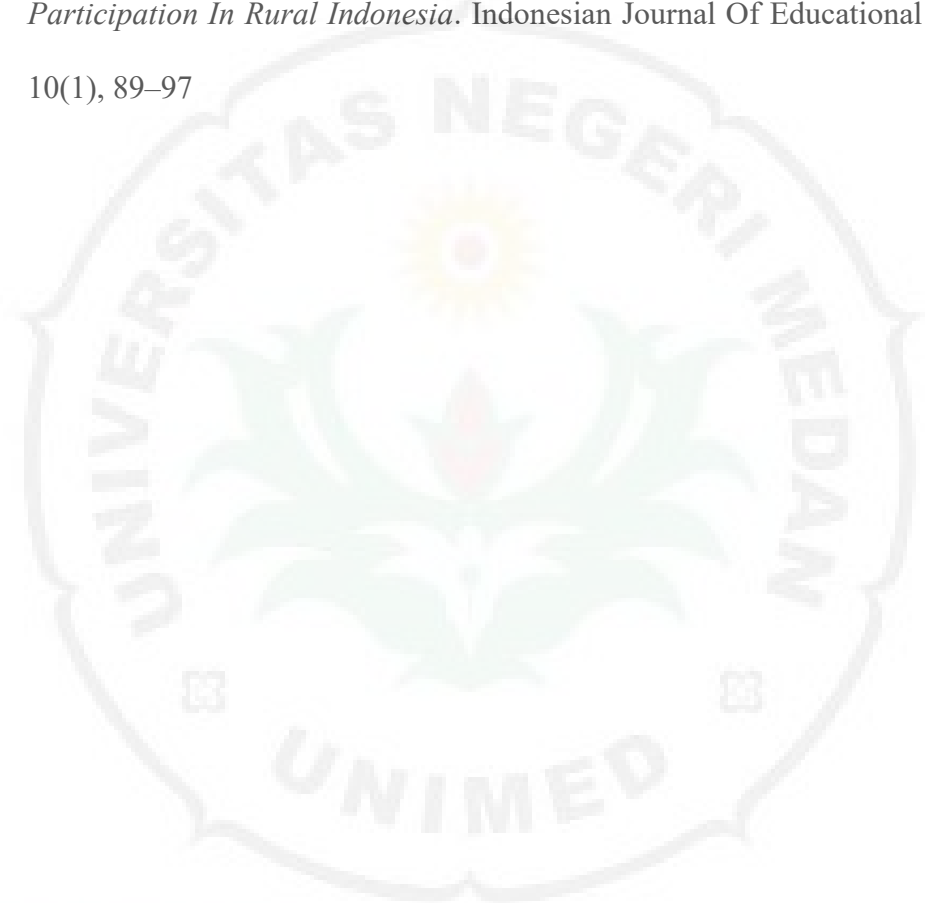 Participation In Rural Indonesia. Indonesian Journal Of Educational
10(1), 89–97
UNIVERSITAS NEGERI MEDAN
UNIMED